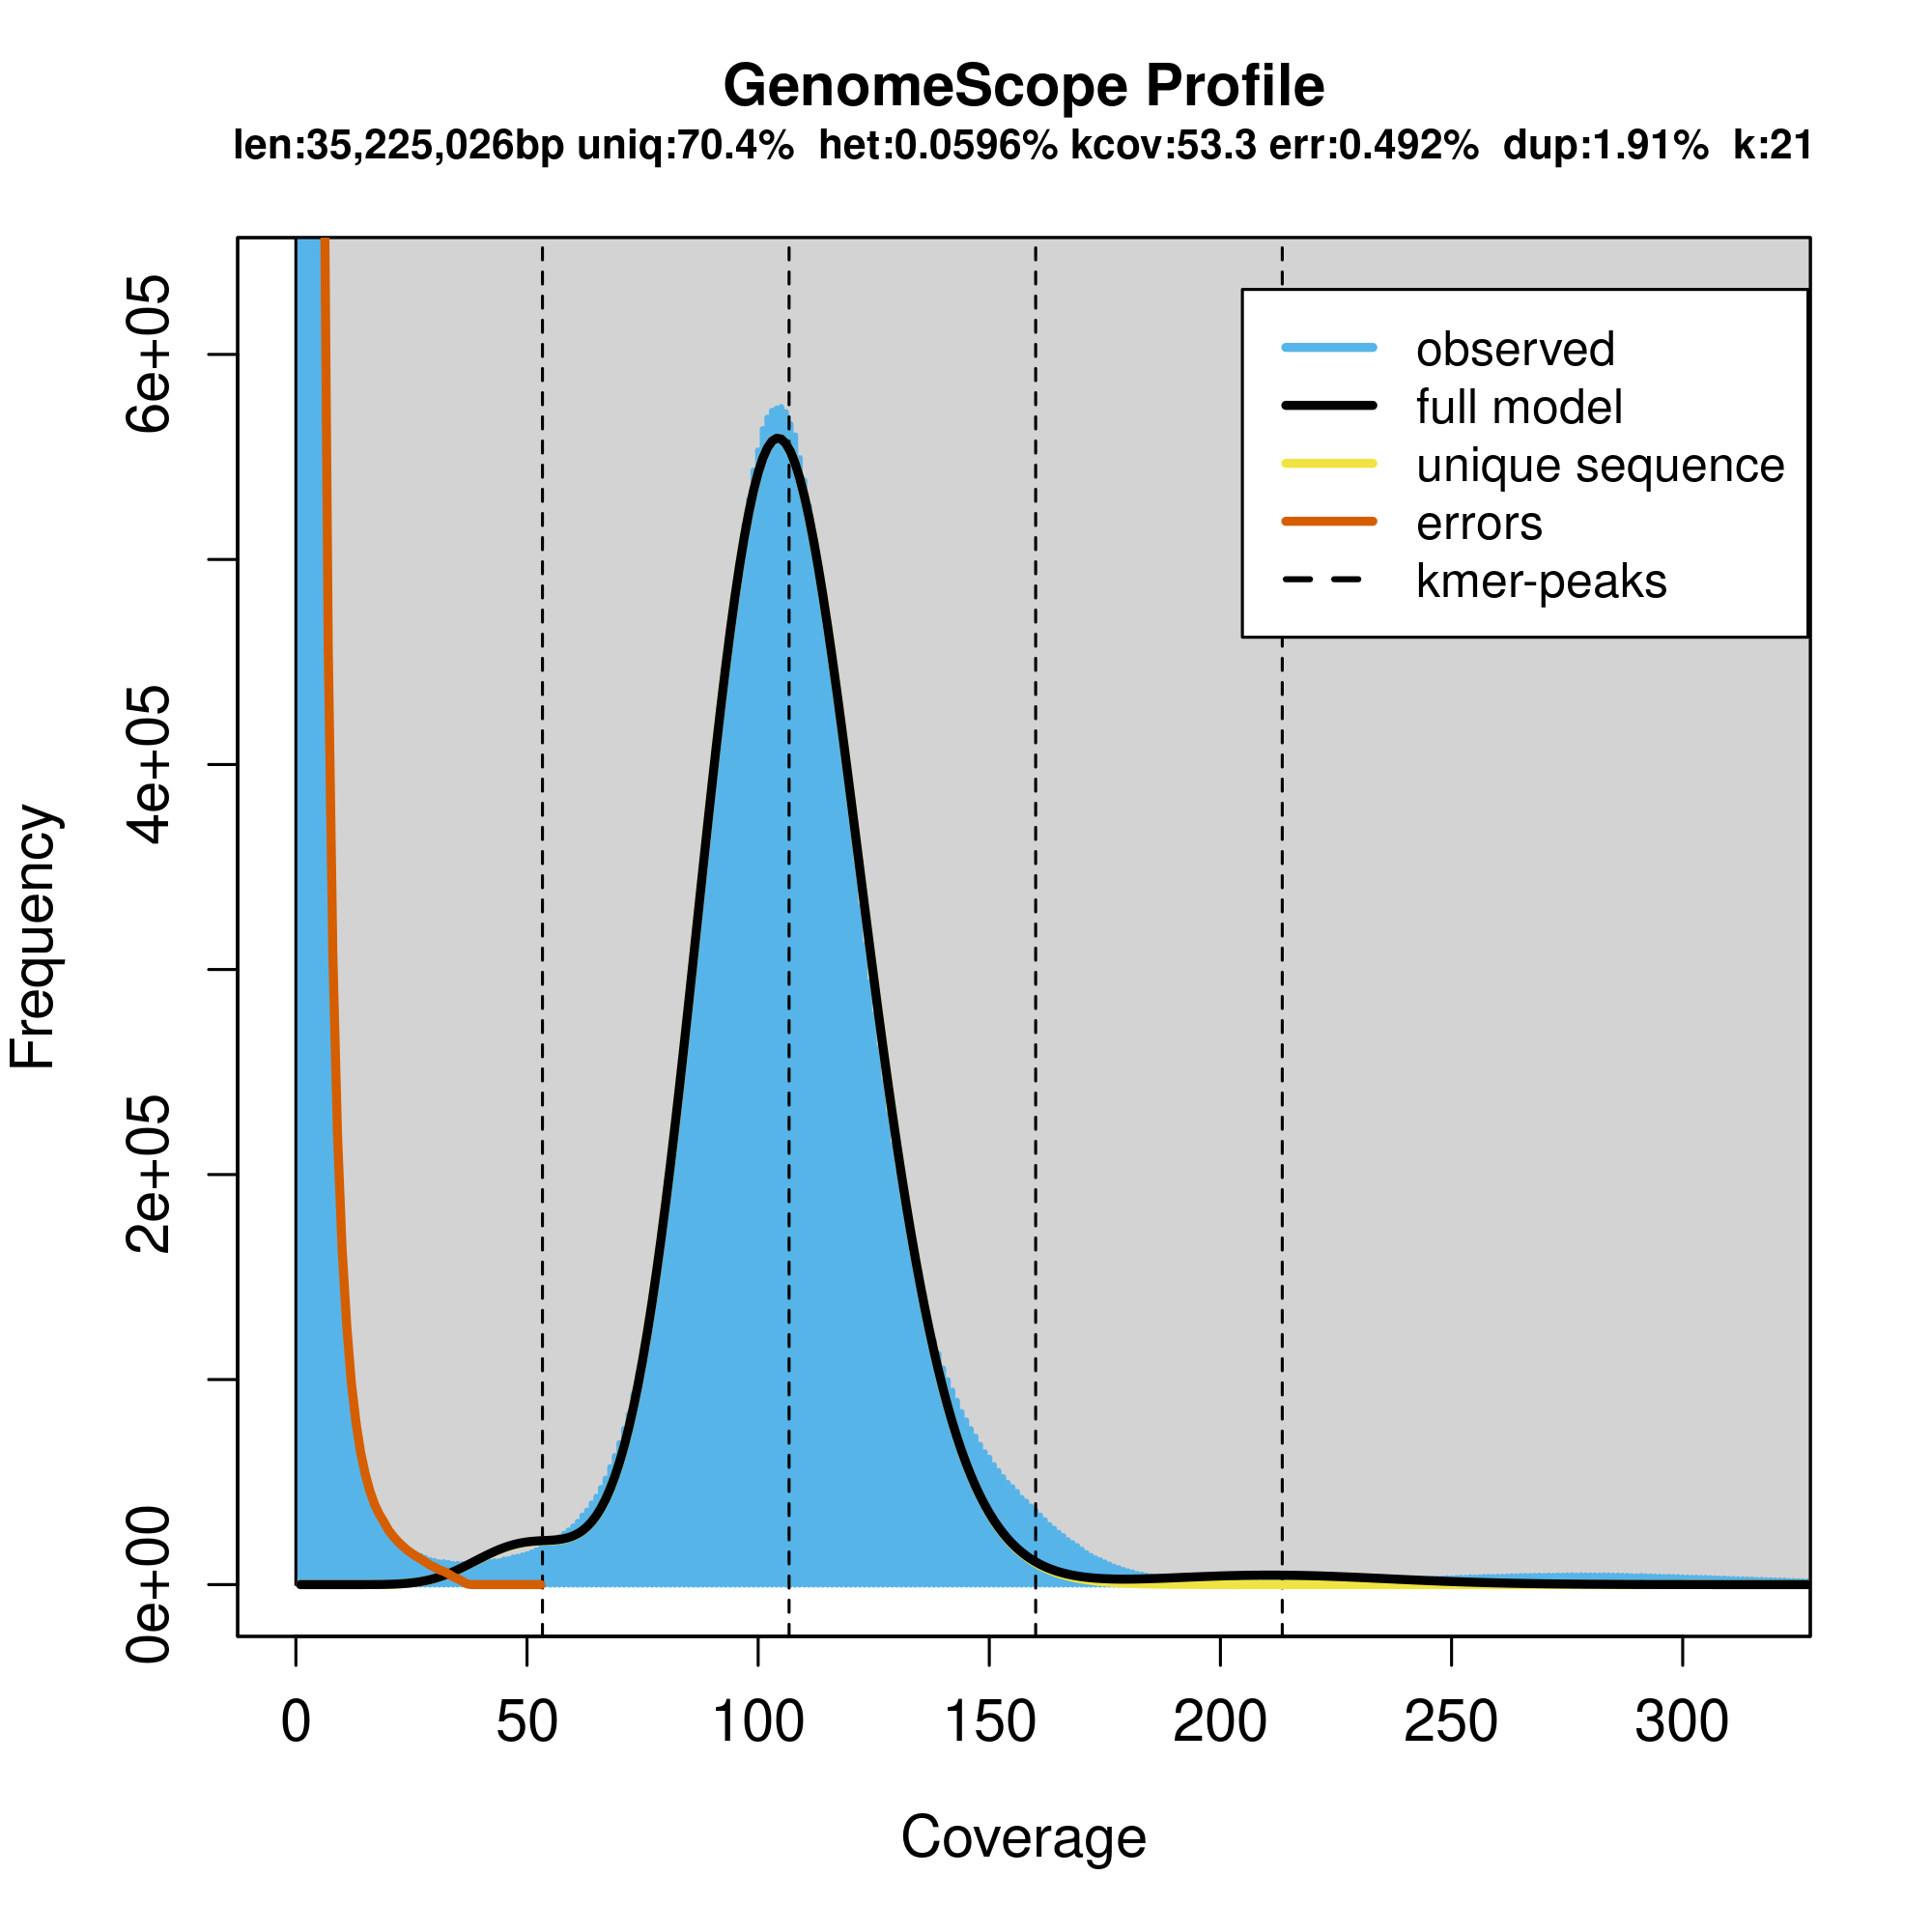 GenomeScope Profile
len:35,225,026bp uniq:70.4% het:0.0596% kcov:53.3 err:0.492% dup:1.91% k:21
observed
full model
unique sequence
errors
kmer-peaks
Frequency
6e+05
4e+05
2e+05
0e+00
0 50 100 150 200 250 300
Coverage